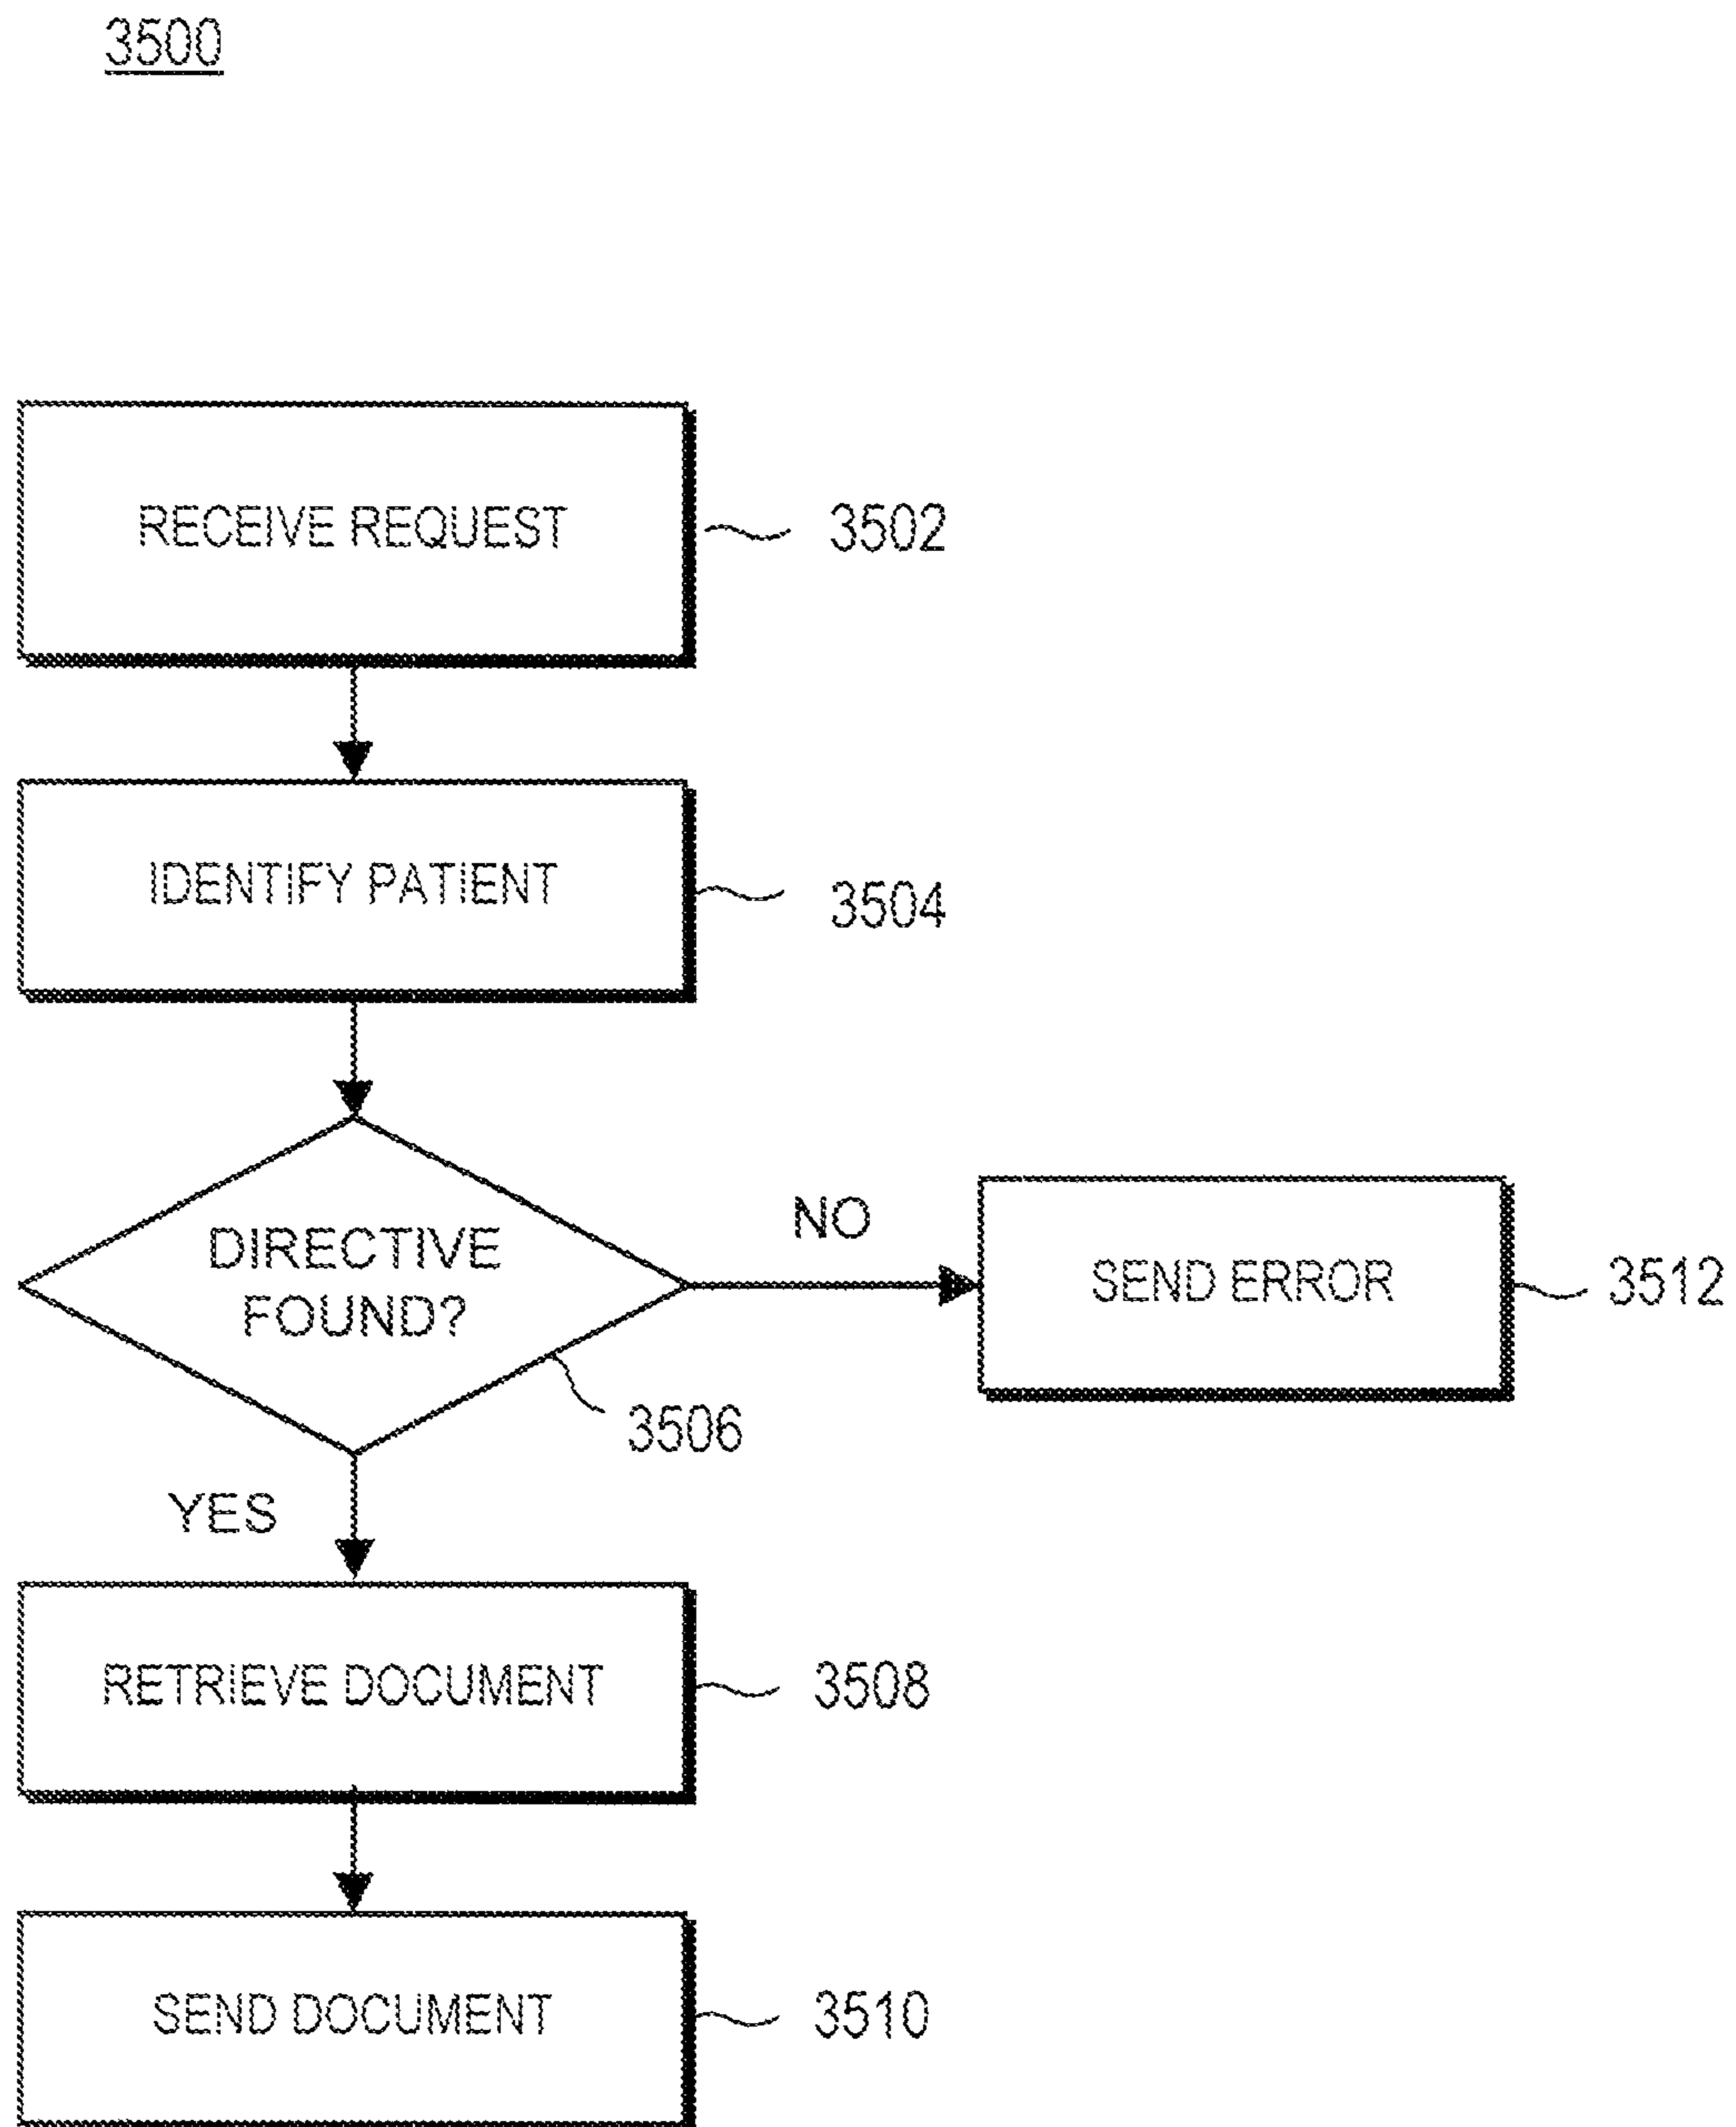 3500
RECEIVE REQUEST
3502
IDENTIFY PATIENT
3504
DIRECTIVE
FOUND?
3506
NO
SEND ERROR
3512
YES
RETRIEVE DOCUMENT
3508
SEND DOCUMENT
3510